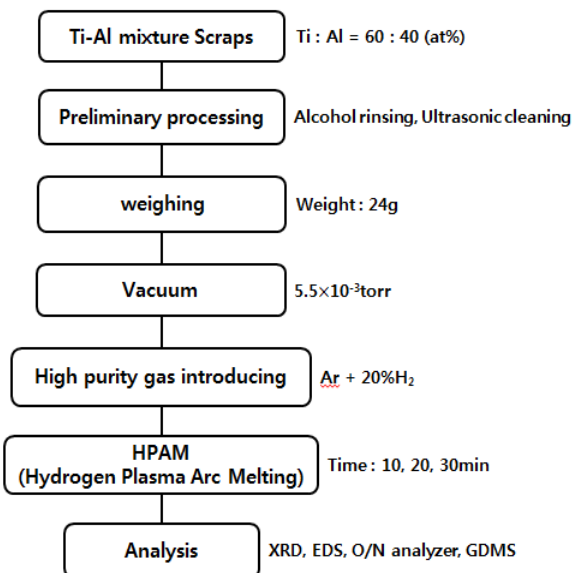 Ti-Al mixture Scraps
Ti : Al = 60 : 40 (at%)
Preliminary processing
Alcohol rinsing, Ultrasonic cleaning
weighing
Weight : 24g
Vacuum
5.5×10⁻³torr
High purity gas introducing
Ar + 20%H₂
HPAM
(Hydrogen Plasma Arc Melting)
Time : 10, 20, 30min
Analysis
XRD, EDS, O/N analyzer, GDMS